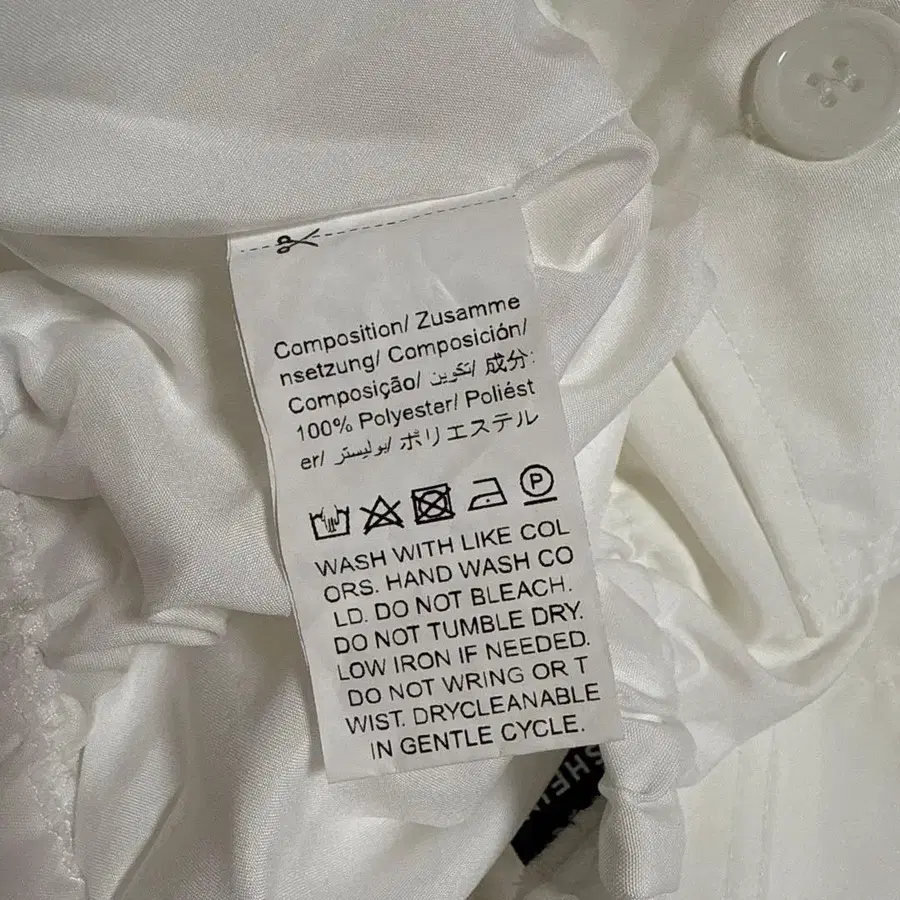 Composition/ Zusamme
nsetzung/ Composición/
Composição/ تكوين/ 成分:
100% Polyester/ Poliést
er/ بوليستر/ ポリエステル
P
WASH WITH LIKE COL
ORS. HAND WASH CO
LD. DO NOT BLEACH.
DO NOT TUMBLE DRY.
LOW IRON IF NEEDED.
DO NOT WRING OR T
WIST. DRYCLEANABLE
IN GENTLE CYCLE.